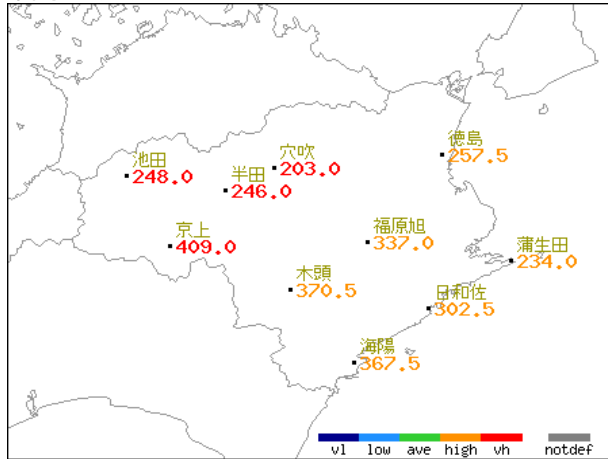 徳島
257.5
穴吹
203.0
池田
248.0
半田
246.0
京上
409.0
福原旭
337.0
蒲生田
234.0
木頭
370.5
日和佐
302.5
海陽
367.5
vl low ave high vh notdef